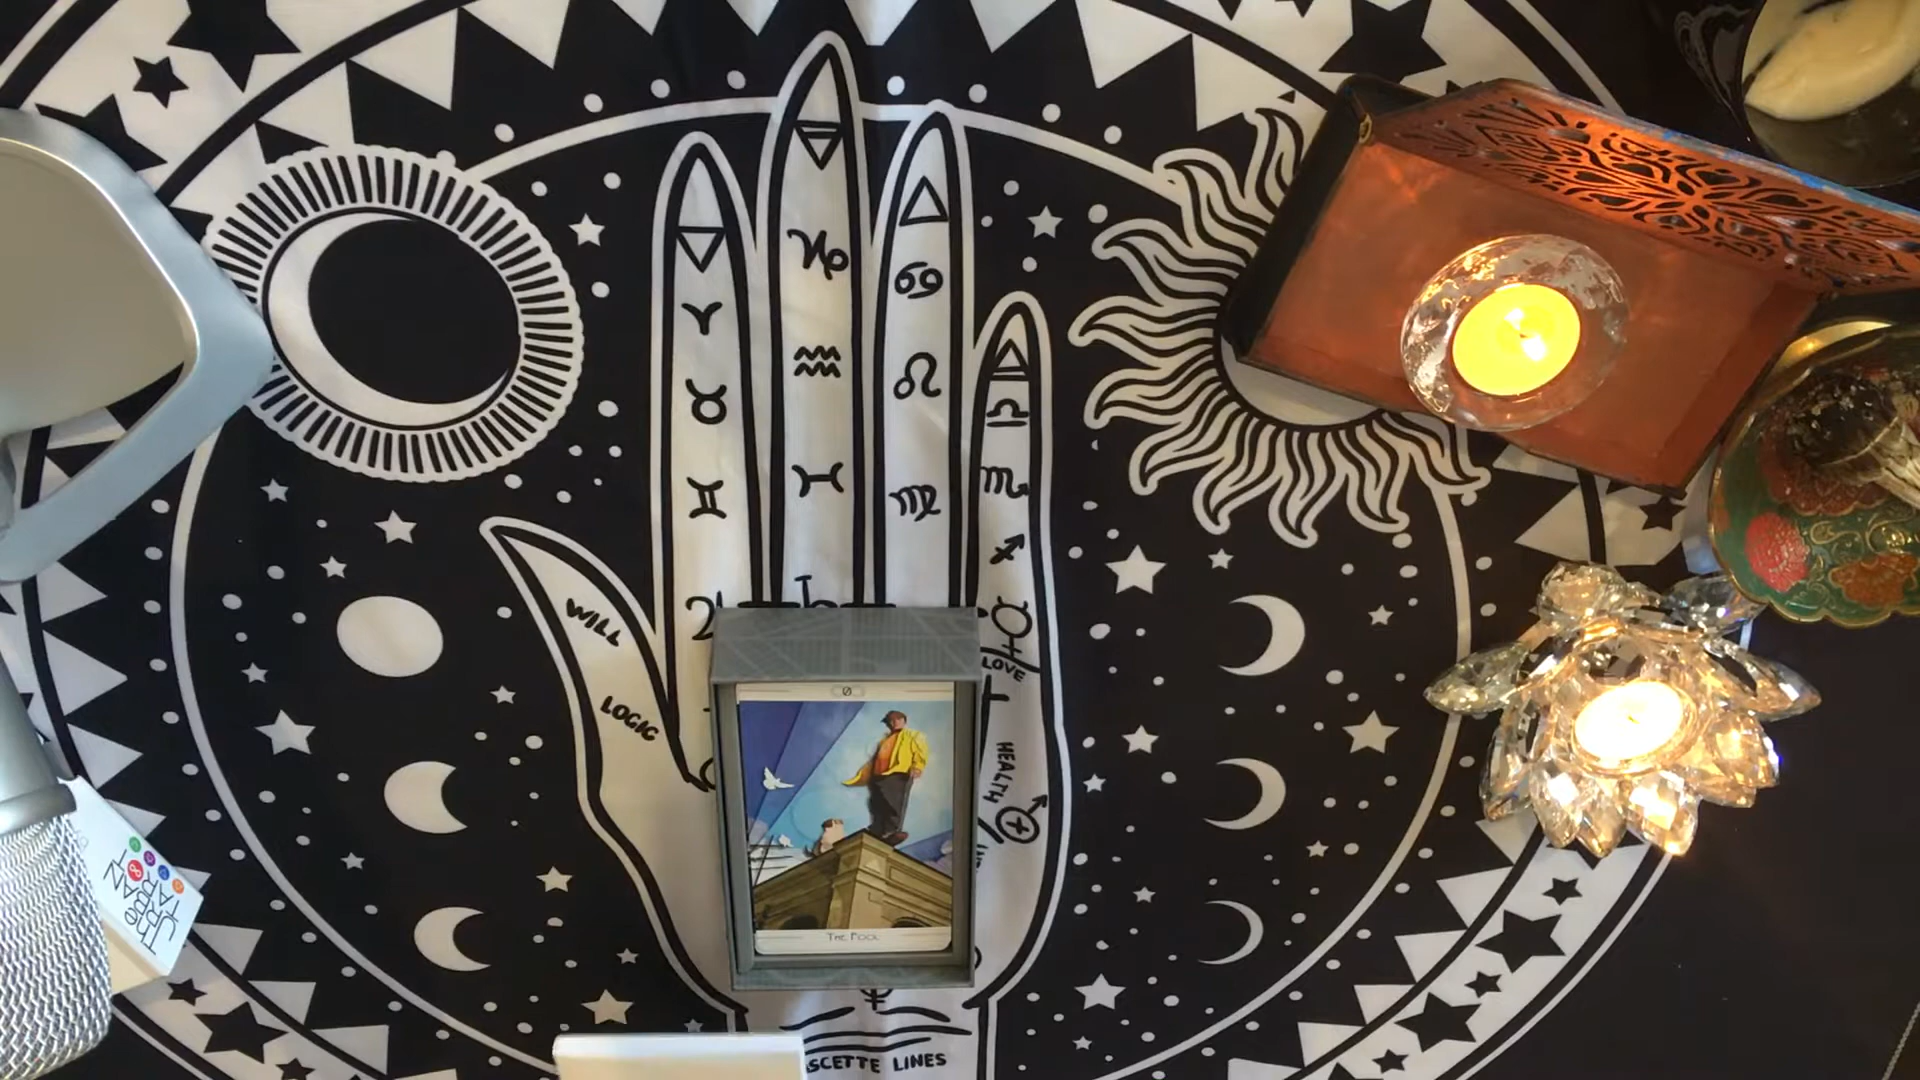 WILL
LOGIC
LOVE
HEALTH
0
THE FOOL
The
URBAN
TAROT
SCETTE LINES